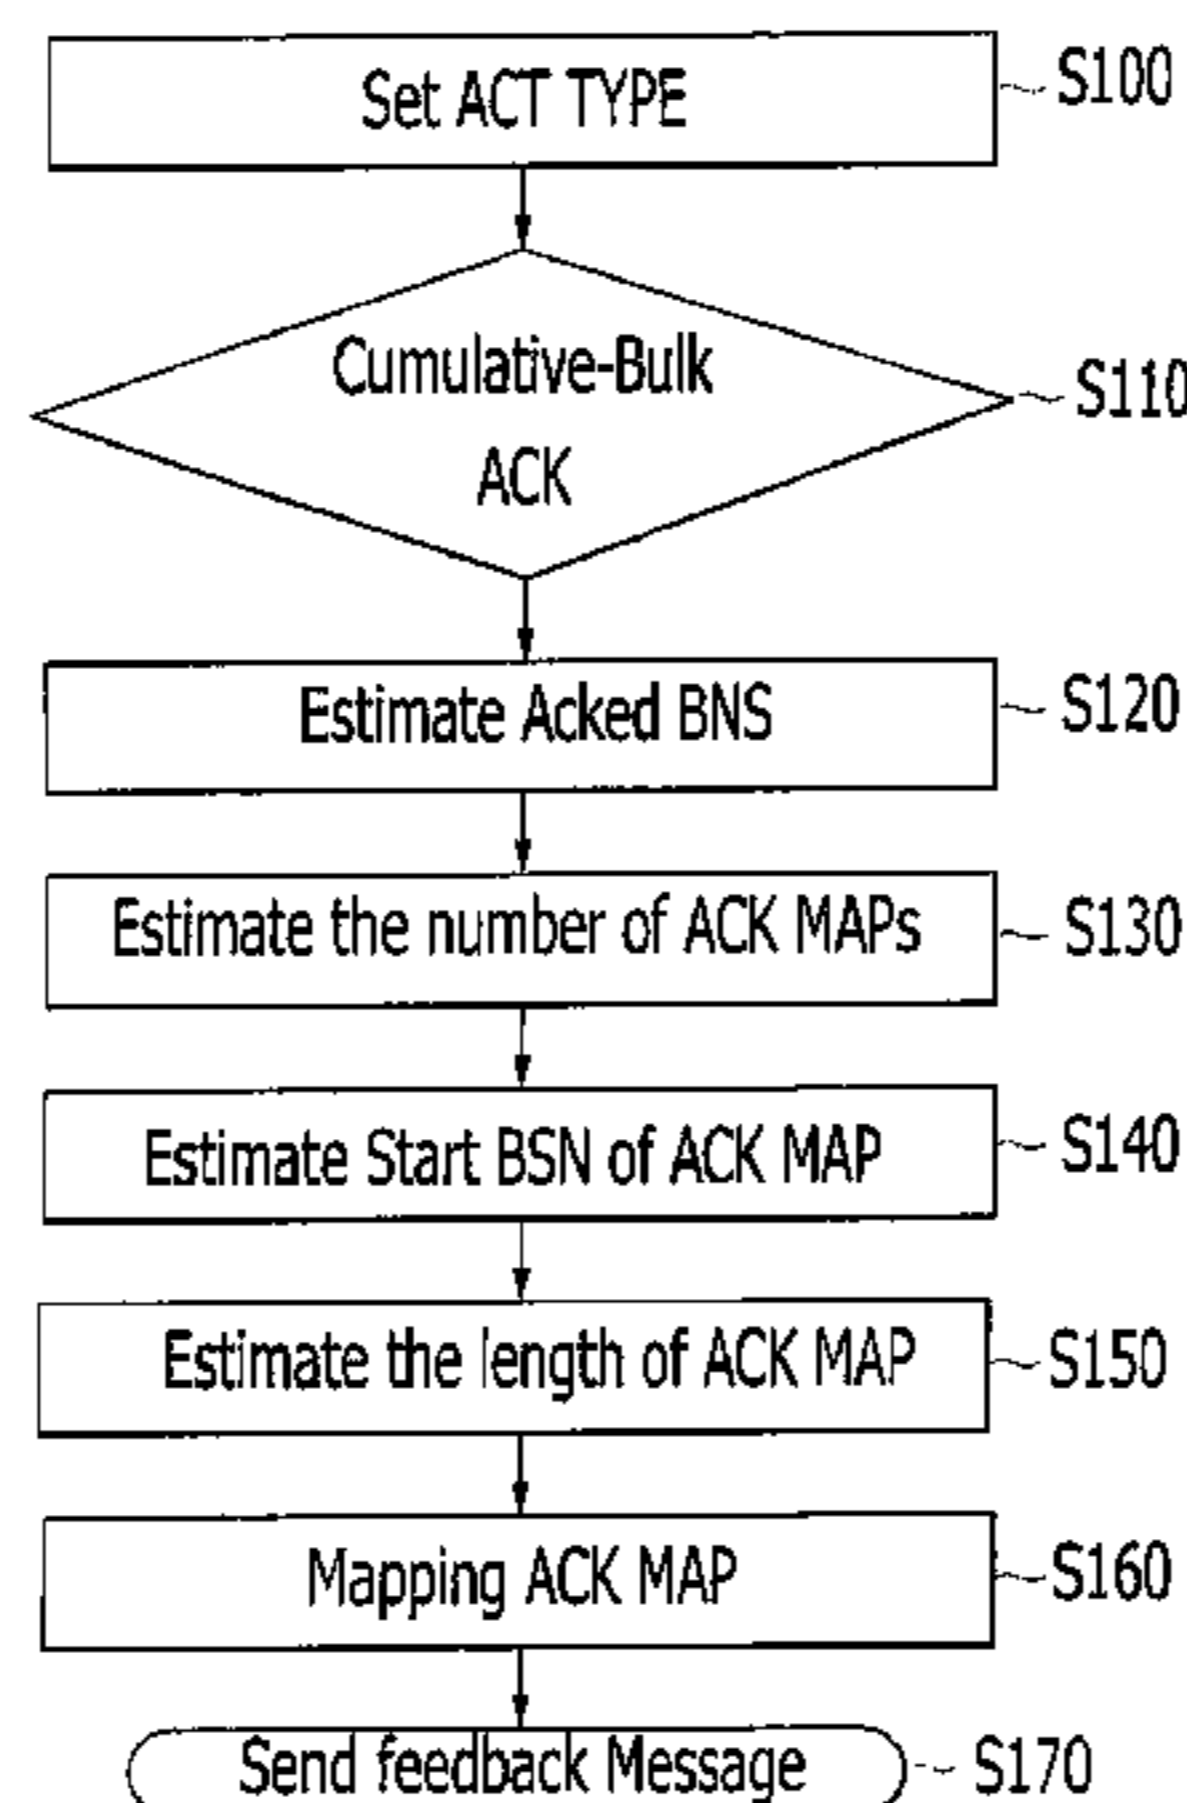 Set ACT TYPE
S100
Cumulative-Bulk
ACK
S110
Estimate Acked BNS
S120
Estimate the number of ACK MAPs
S130
Estimate Start BSN of ACK MAP
S140
Estimate the length of ACK MAP
S150
Mapping ACK MAP
S160
Send feedback Message
S170